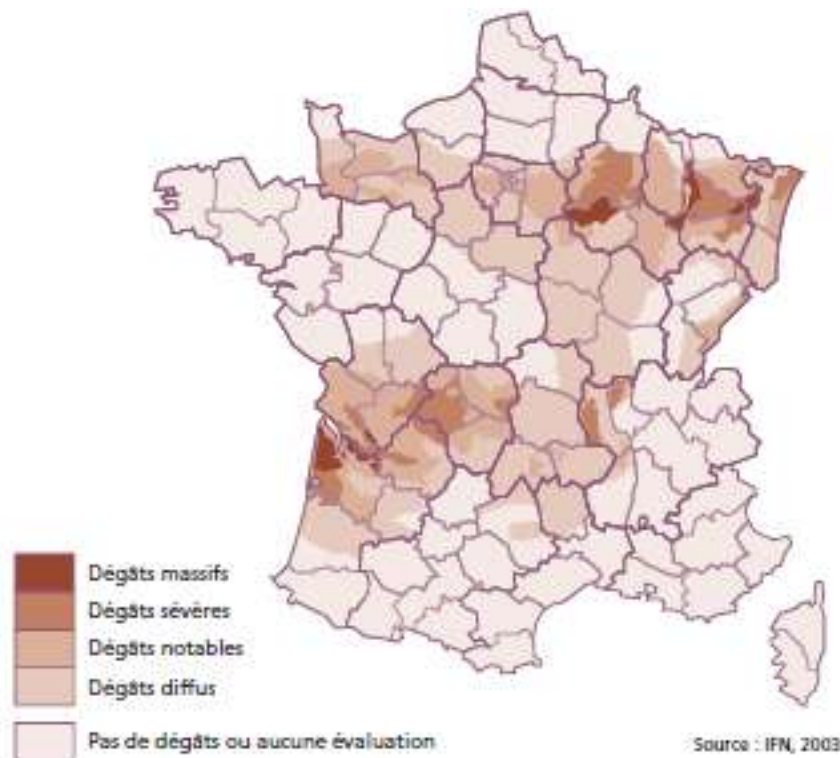 Dégâts massifs
Dégâts sévères
Dégâts notables
Dégâts diffus
Pas de dégâts ou aucune évaluation
Source : IFN, 2003